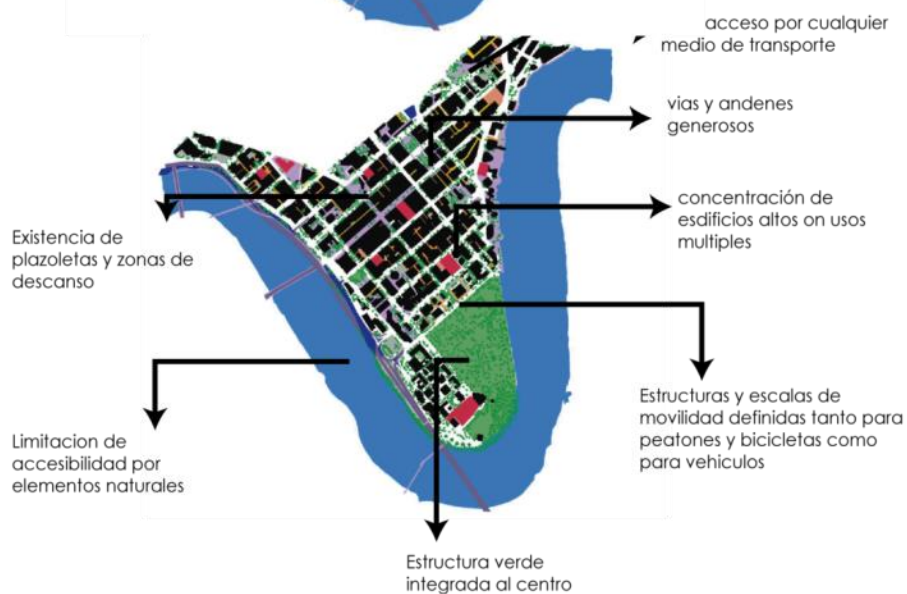 acceso por cualquier
medio de transporte
vias y andenes
generosos
concentración de
esdificios altos on usos
multiples
Existencia de
plazoletas y zonas de
descanso
Estructuras y escalas de
movilidad definidas tanto para
peatones y bicicletas como
para vehiculos
Limitacion de
accesibilidad por
elementos naturales
Estructura verde
integrada al centro